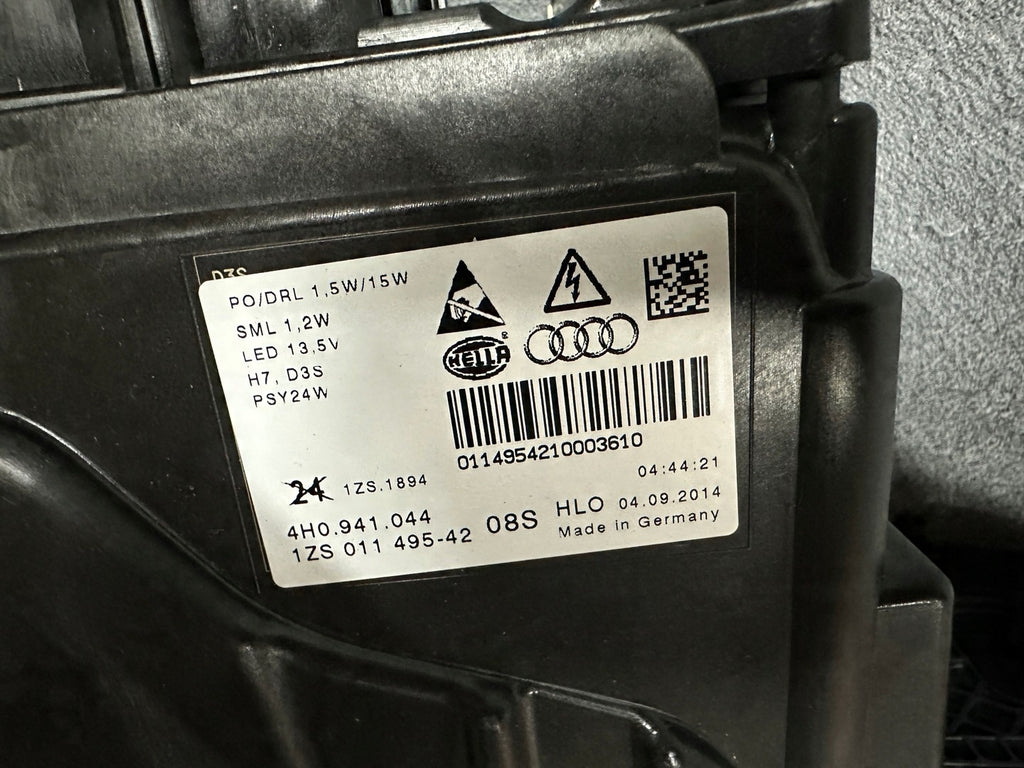 D3S
PO/DRL 1,5W/15W
SML 1,2W
LED 13,5V
H7, D3S
PSY24W
HELLA ®
0114954210003610
04:44:21
24 1ZS.1894
4H0.941.044
1ZS 011 495-42 08S HLO 04.09.2014
Made in Germany